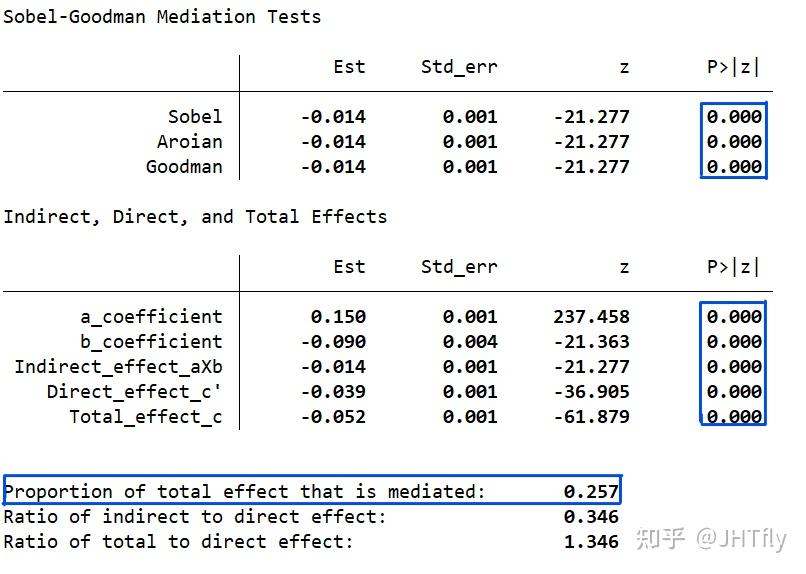 Sobel-Goodman Mediation Tests
Est Std_err z P>|z|
Sobel -0.014 0.001 -21.277 0.000
Aroian -0.014 0.001 -21.277 0.000
Goodman -0.014 0.001 -21.277 0.000
Indirect, Direct, and Total Effects
Est Std_err z P>|z|
a_coefficient 0.150 0.001 237.458 0.000
b_coefficient -0.090 0.004 -21.363 0.000
Indirect_effect_aXb -0.014 0.001 -21.277 0.000
Direct_effect_c' -0.039 0.001 -36.905 0.000
Total_effect_c -0.052 0.001 -61.879 0.000
Proportion of total effect that is mediated: 0.257
Ratio of indirect to direct effect: 0.346
Ratio of total to direct effect: 1.346
知乎 @JHTfly